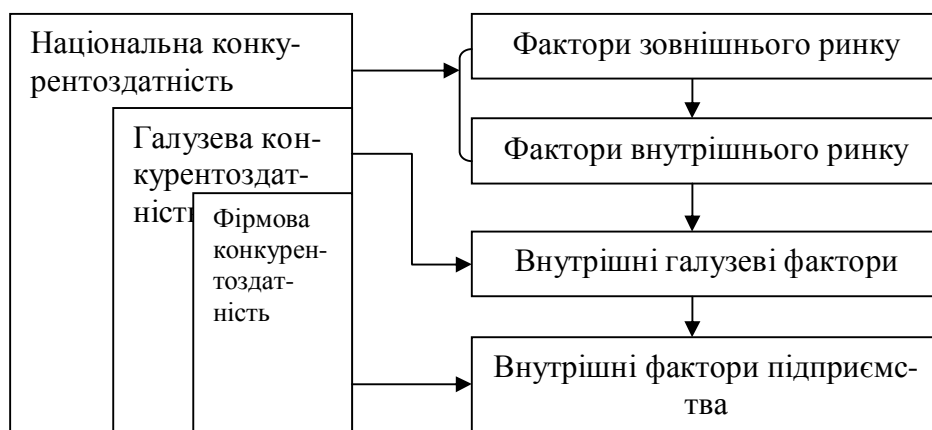 Національна конку-
рентоздатність
Галузева кон-
курентоздат-
ність
Фірмова
конкурен-
тоздат-
ність
Фактори зовнішнього ринку
Фактори внутрішнього ринку
Внутрішні галузеві фактори
Внутрішні фактори підприємс-
тва